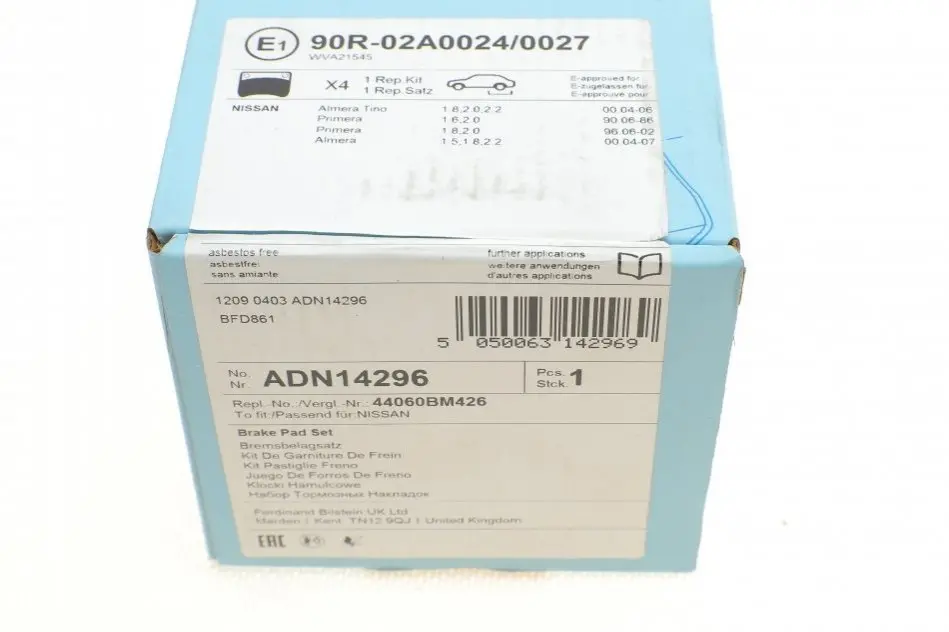 E1 90R-02A0024/0027
WVA21545
X4 1 Rep.Kit
1 Rep.Satz
E-approved for
E-zugelassen für
E-approuvé pour
NISSAN Almera Tino 1.8,2.0,2.2 00.04-06
Primera 1.6,2.0 90.06-86
Primera 1.8,2.0 96.06-02
Almera 1.5,1.8,2.2 00.04-07
asbestos free
asbestfrei
sans amiante
further applications
weitere anwendungen
d'autres applications
1209 0403 ADN14296
BFD861
5 050063 142969
No.
Nr. ADN14296
Pcs.
Stck. 1
Repl.-No.:/Vergl.-Nr.: 44060BM426
To fit:/Passend für:NISSAN
Brake Pad Set
Bremsbelagsatz
Kit De Garniture De Frein
Kit Pastiglie Freno
Juego De Forros De Freno
Klocki Hamulcowe
Набор Тормозных Накладок
Ferdinand Bilstein UK Ltd
Marden | Kent TN12 9QJ | United Kingdom
EAC